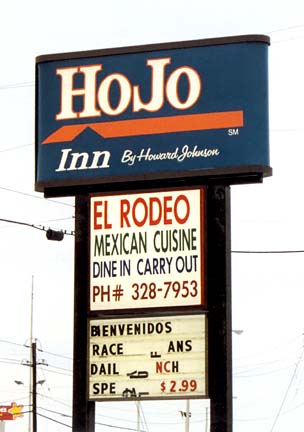 HoJo
SM
Inn By Howard Johnson
EL RODEO
MEXICAN CUISINE
DINE IN CARRY OUT
PH# 328-7953
BIENVENIDOS
RACE F ANS
DAIL NCH
SPE $2.99